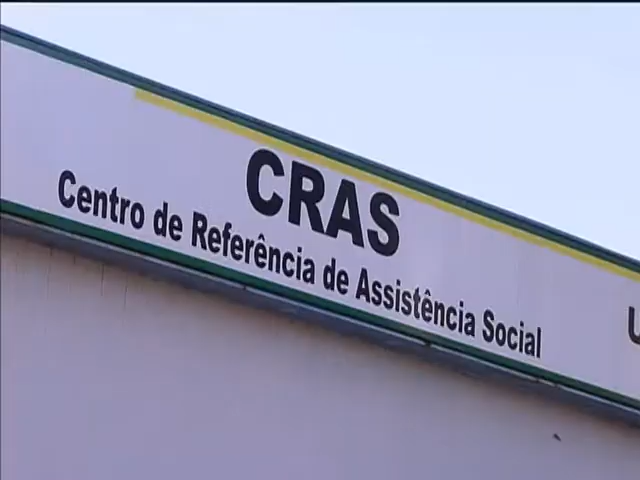 CRAS
Centro de Referência de Assistência Social
U